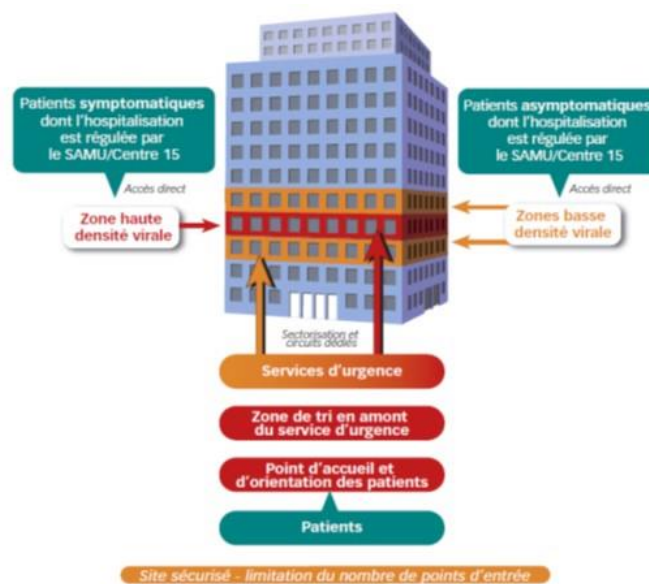 Patients symptomatiques
dont l'hospitalisation
est régulée par
le SAMU/Centre 15
Accès direct
Zone haute
densité virale
Patients asymptomatiques
dont l'hospitalisation
est régulée par
le SAMU/Centre 15
Accès direct
Zones basse
densité virale
Sectorisation et
circuits dédiés
Services d'urgence
Zone de tri en amont
du service d'urgence
Point d'accueil et
d'orientation des patients
Patients
Site sécurisé - limitation du nombre de points d'entrée